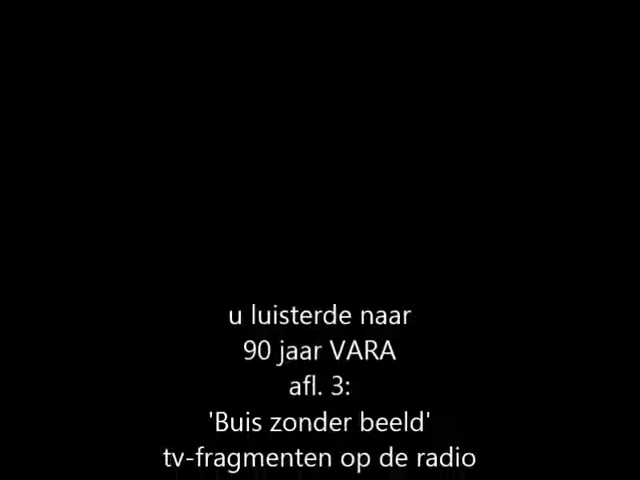 u luisterde naar
90 jaar VARA
afl. 3:
'Buis zonder beeld'
tv-fragmenten op de radio